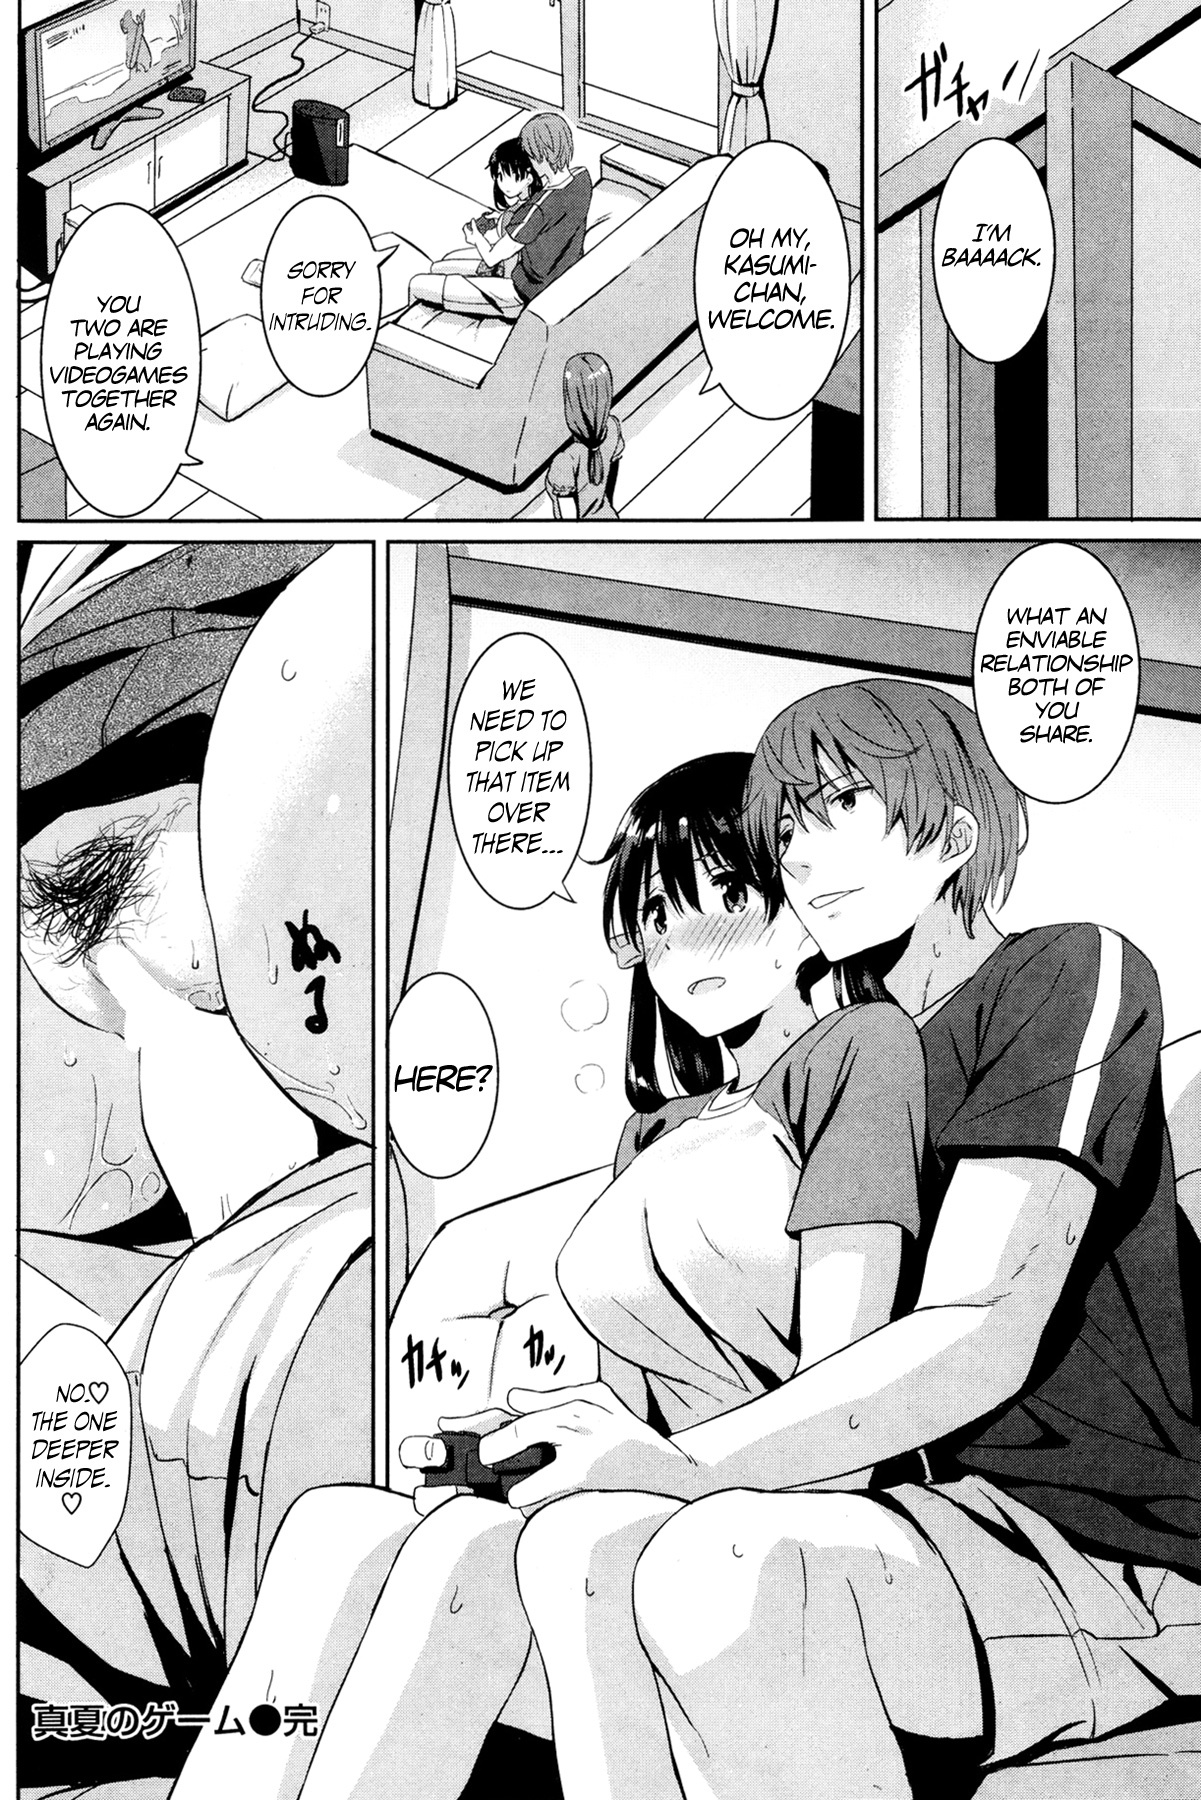 ガチャ
I'M
BAAAACK.
OH MY,
KASUMI-
CHAN,
WELCOME.
SORRY
FOR
INTRUDING.
YOU
TWO ARE
PLAYING
VIDEOGAMES
TOGETHER
AGAIN.
WHAT AN
ENVIABLE
RELATIONSHIP
BOTH OF
YOU
SHARE.
WE
NEED TO
PICK UP
THAT ITEM
OVER
THERE...
HERE?
カチッ
カッ
ぬる
NO.♡
THE ONE
DEEPER
INSIDE.
♡
真夏のゲーム●完